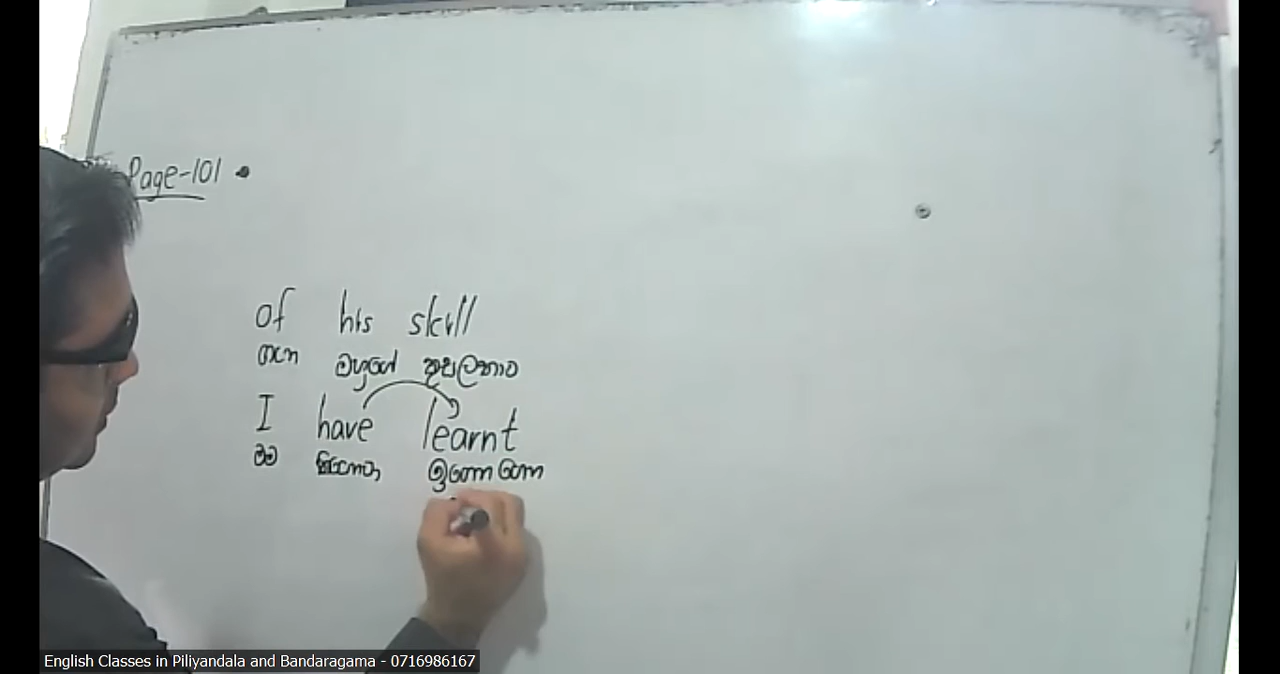 Page-101 •
of his skill
ගැන ඔහුගේ කුසලතාව
I have learnt
මම තියෙනවා ඉගෙන ගෙන
English Classes in Piliyandala and Bandaragama - 0716986167